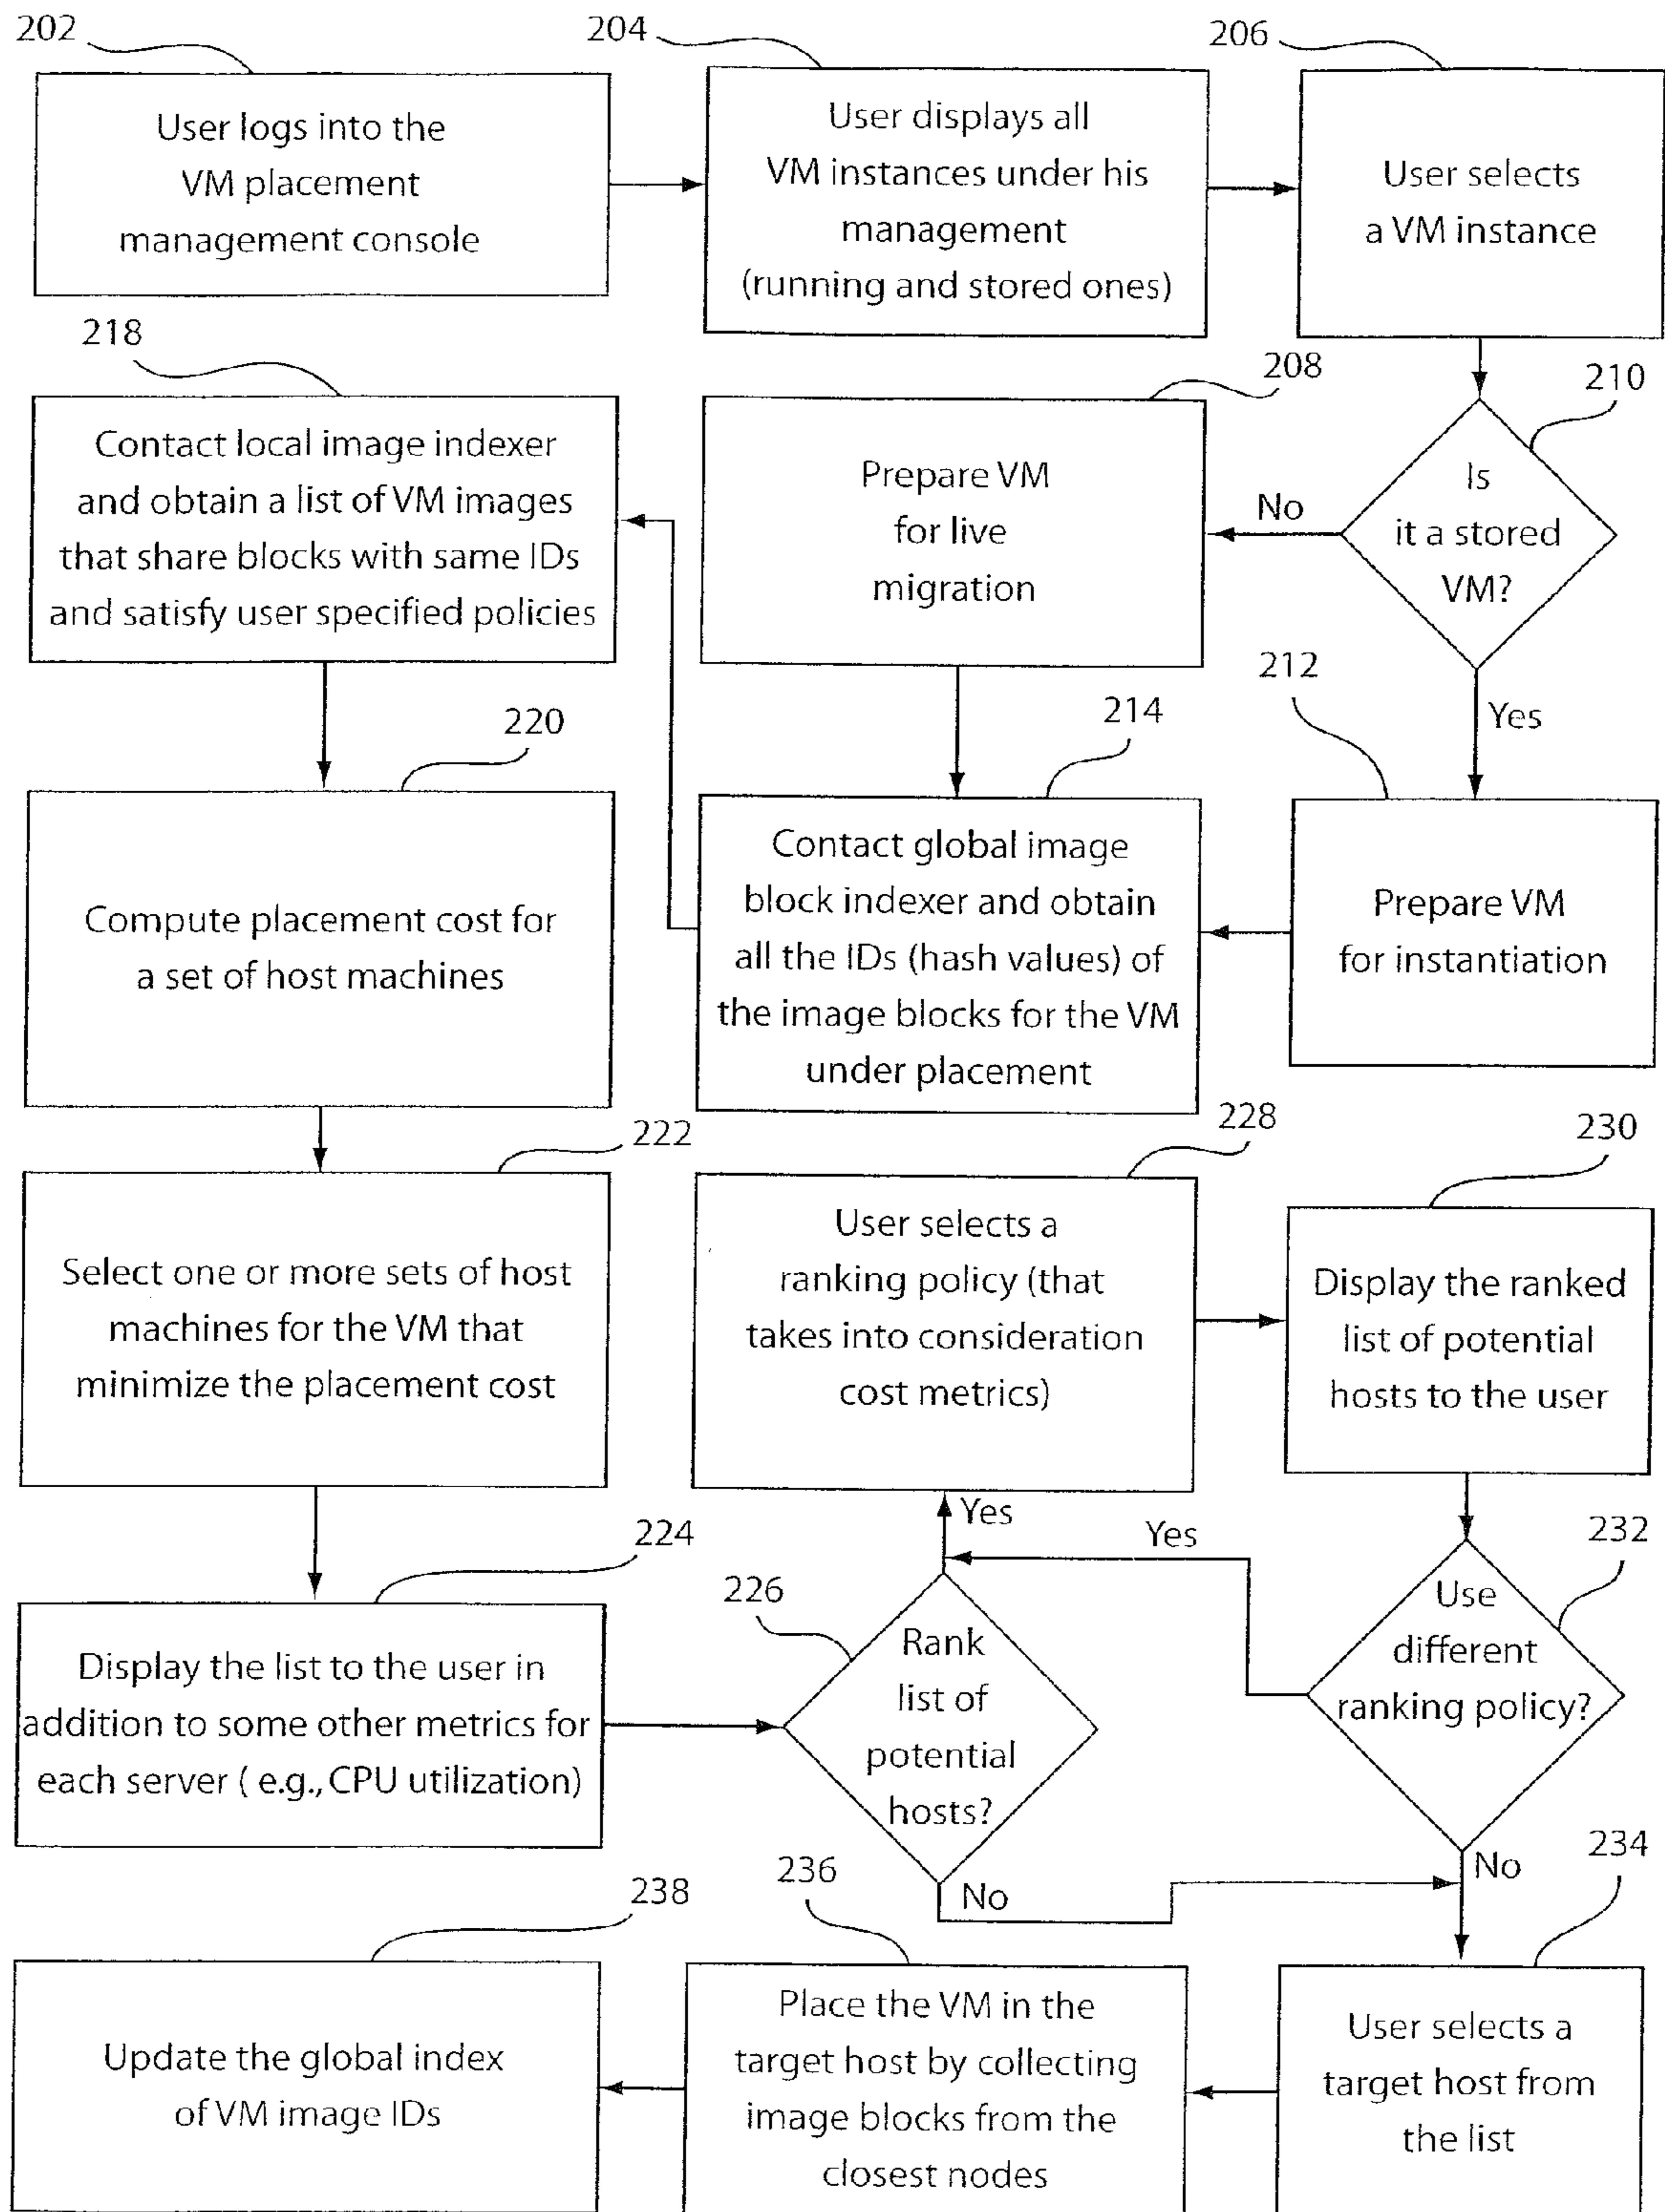 202
User logs into the
VM placement
management console
204
User displays all
VM instances under his
management
(running and stored ones)
206
User selects
a VM instance
210
Is
it a stored
VM?
No
Yes
208
Prepare VM
for live
migration
212
Prepare VM
for instantiation
214
Contact global image
block indexer and obtain
all the IDs (hash values) of
the image blocks for the VM
under placement
218
Contact local image indexer
and obtain a list of VM images
that share blocks with same IDs
and satisfy user specified policies
220
Compute placement cost for
a set of host machines
222
Select one or more sets of host
machines for the VM that
minimize the placement cost
224
Display the list to the user in
addition to some other metrics for
each server ( e.g., CPU utilization)
226
Rank
list of
potential
hosts?
Yes
No
228
User selects a
ranking policy (that
takes into consideration
cost metrics)
230
Display the ranked
list of potential
hosts to the user
232
Use
different
ranking policy?
Yes
No
234
User selects a
target host from
the list
236
Place the VM in the
target host by collecting
image blocks from the
closest nodes
238
Update the global index
of VM image IDs